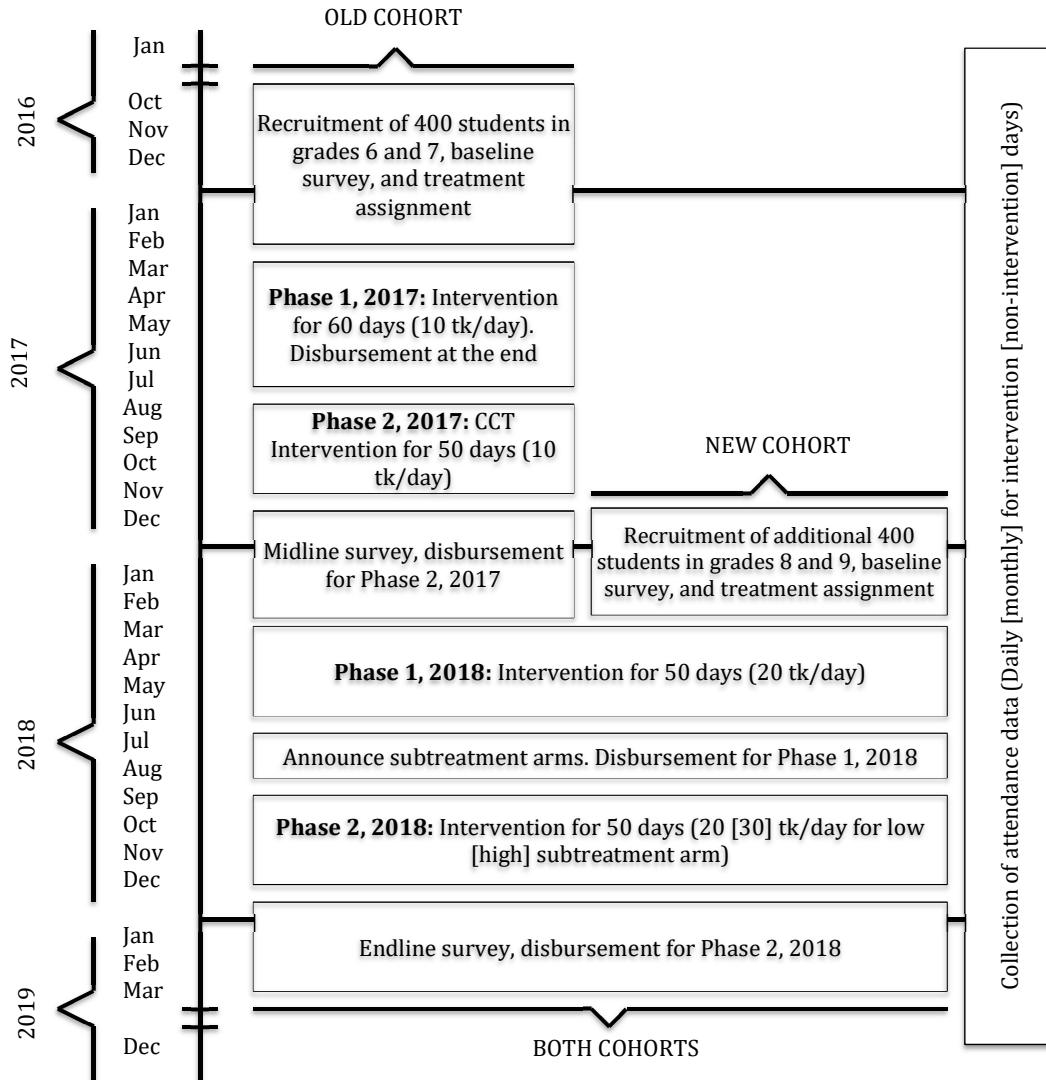 OLD COHORT
2016
Jan
Oct
Nov
Dec
Recruitment of 400 students in
grades 6 and 7, baseline
survey, and treatment
assignment
2017
Jan
Feb
Mar
Apr
May
Jun
Jul
Aug
Sep
Oct
Nov
Dec
Phase 1, 2017: Intervention
for 60 days (10 tk/day).
Disbursement at the end
Phase 2, 2017: CCT
Intervention for 50 days (10
tk/day)
NEW COHORT
Midline survey, disbursement
for Phase 2, 2017
Recruitment of additional 400
students in grades 8 and 9, baseline
survey, and treatment assignment
2018
Jan
Feb
Mar
Apr
May
Jun
Jul
Aug
Sep
Oct
Nov
Dec
Phase 1, 2018: Intervention for 50 days (20 tk/day)
Announce subtreatment arms. Disbursement for Phase 1, 2018
Phase 2, 2018: Intervention for 50 days (20 [30] tk/day for low
[high] subtreatment arm)
2019
Jan
Feb
Mar
Dec
Endline survey, disbursement for Phase 2, 2018
BOTH COHORTS
Collection of attendance data (Daily [monthly] for intervention [non-intervention] days)